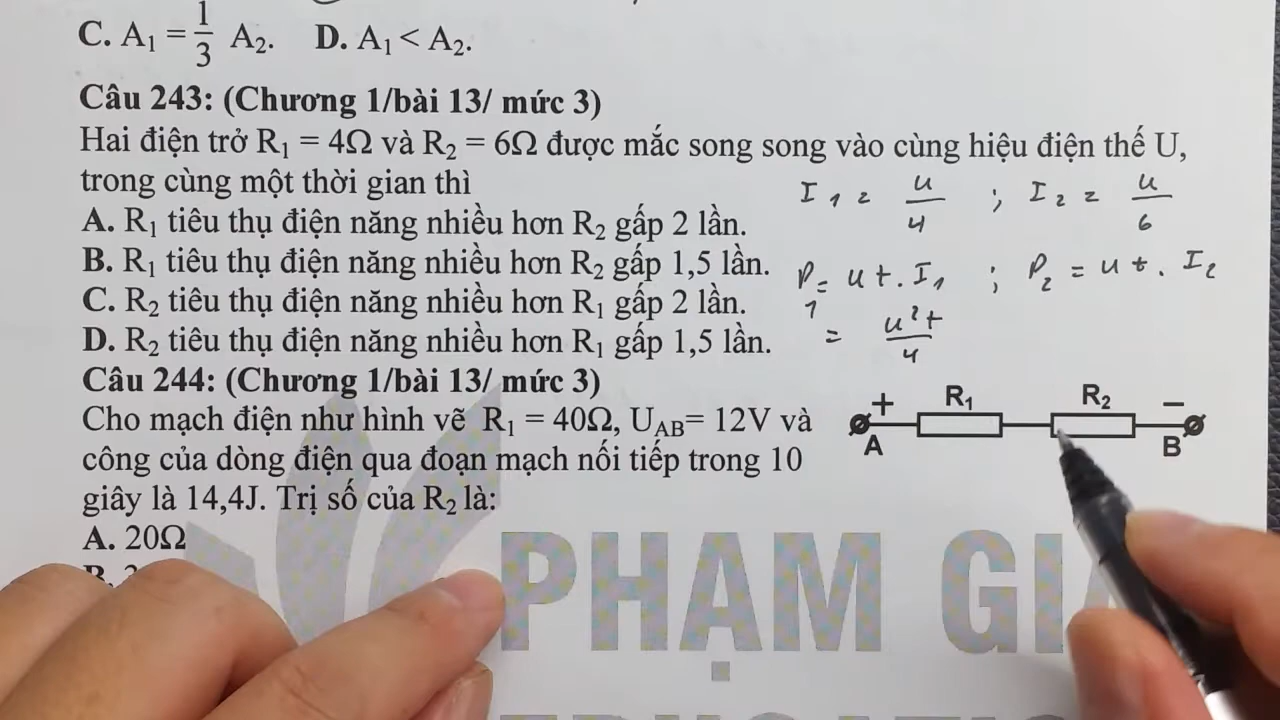 C. A₁ = 1/3 A₂. D. A₁ < A₂.
Câu 243: (Chương 1/bài 13/ mức 3)
Hai điện trở R₁ = 4Ω và R₂ = 6Ω được mắc song song vào cùng hiệu điện thế U,
trong cùng một thời gian thì
I₁ = u/4 ; I₂ = u/6
A. R₁ tiêu thụ điện năng nhiều hơn R₂ gấp 2 lần.
B. R₁ tiêu thụ điện năng nhiều hơn R₂ gấp 1,5 lần.
P₁ = ut.I₁ ; P₂ = ut.I₂
C. R₂ tiêu thụ điện năng nhiều hơn R₁ gấp 2 lần.
= u²t/4
D. R₂ tiêu thụ điện năng nhiều hơn R₁ gấp 1,5 lần.
Câu 244: (Chương 1/bài 13/ mức 3)
+ R₁ R₂ −
A B
Cho mạch điện như hình vẽ R₁ = 40Ω, U_AB= 12V và
công của dòng điện qua đoạn mạch nối tiếp trong 10
giây là 14,4J. Trị số của R₂ là:
A. 20Ω
PHẠM GI